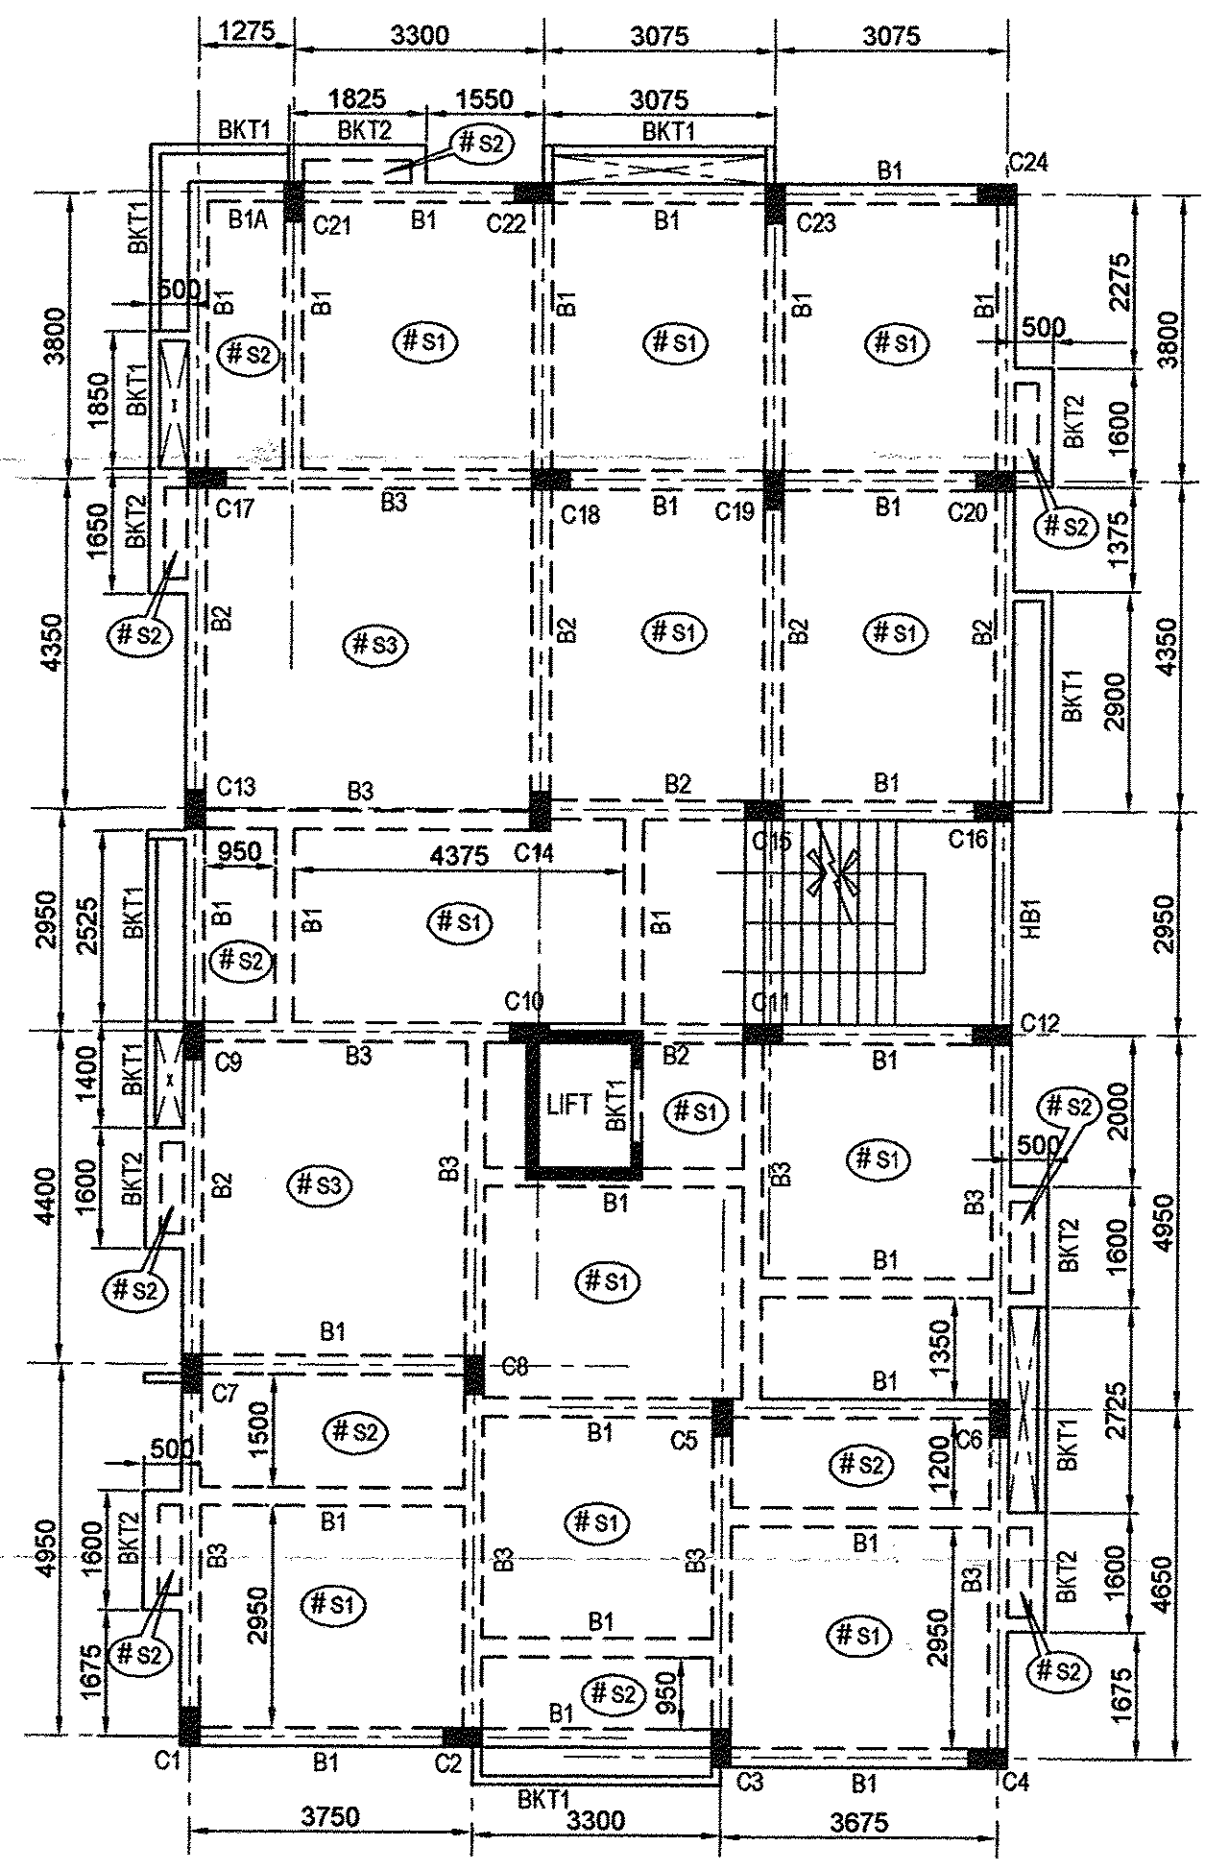 1275 3300 3075 3075
1825 1550 3075
BKT1 BKT2 #S2 BKT1
B1 C24
B1A C21 B1 C22 B1 C23
BKT1
500 B1 B1 B1 B1 B1 2275
3800 #S2 #S1 #S1 #S1 500 3800
1850 BKT1 BKT2 1600
C17 B3 C18 B1 C19 B1 C20
1650 BKT2 #S2 1375
#S2 B2 #S3 B2 #S1 B2 #S1 B2
4350 BKT1 2900 4350
C13 B3 B2 B1
950 4375 C14 C15 C16
2950 2525 BKT1 B1 B1 #S1 B1 HB1 2950
#S2
C10 C11 C12
C9 B3 B2 B1
1400 BKT1 LIFT BKT1 #S1 #S2 2000
#S1 500
4400 1600 BKT2 B2 #S3 B3 B1 B3 B3 BKT2 1600 4950
#S2 #S1 B1
B1 1350
C8 B1
C7 1500 #S2 B1 C5 C6 2725 BKT1
500 #S2 1200
4950 1600 BKT2 B1 #S1 B1
B3 B3 B3 B3 BKT2 1600 4650
#S1 2950 B1 #S1 2950
#S2 #S2
1675 #S2 950 1675
B1
C1 B1 C2 C3 B1 C4
BKT1
3750 3300 3675